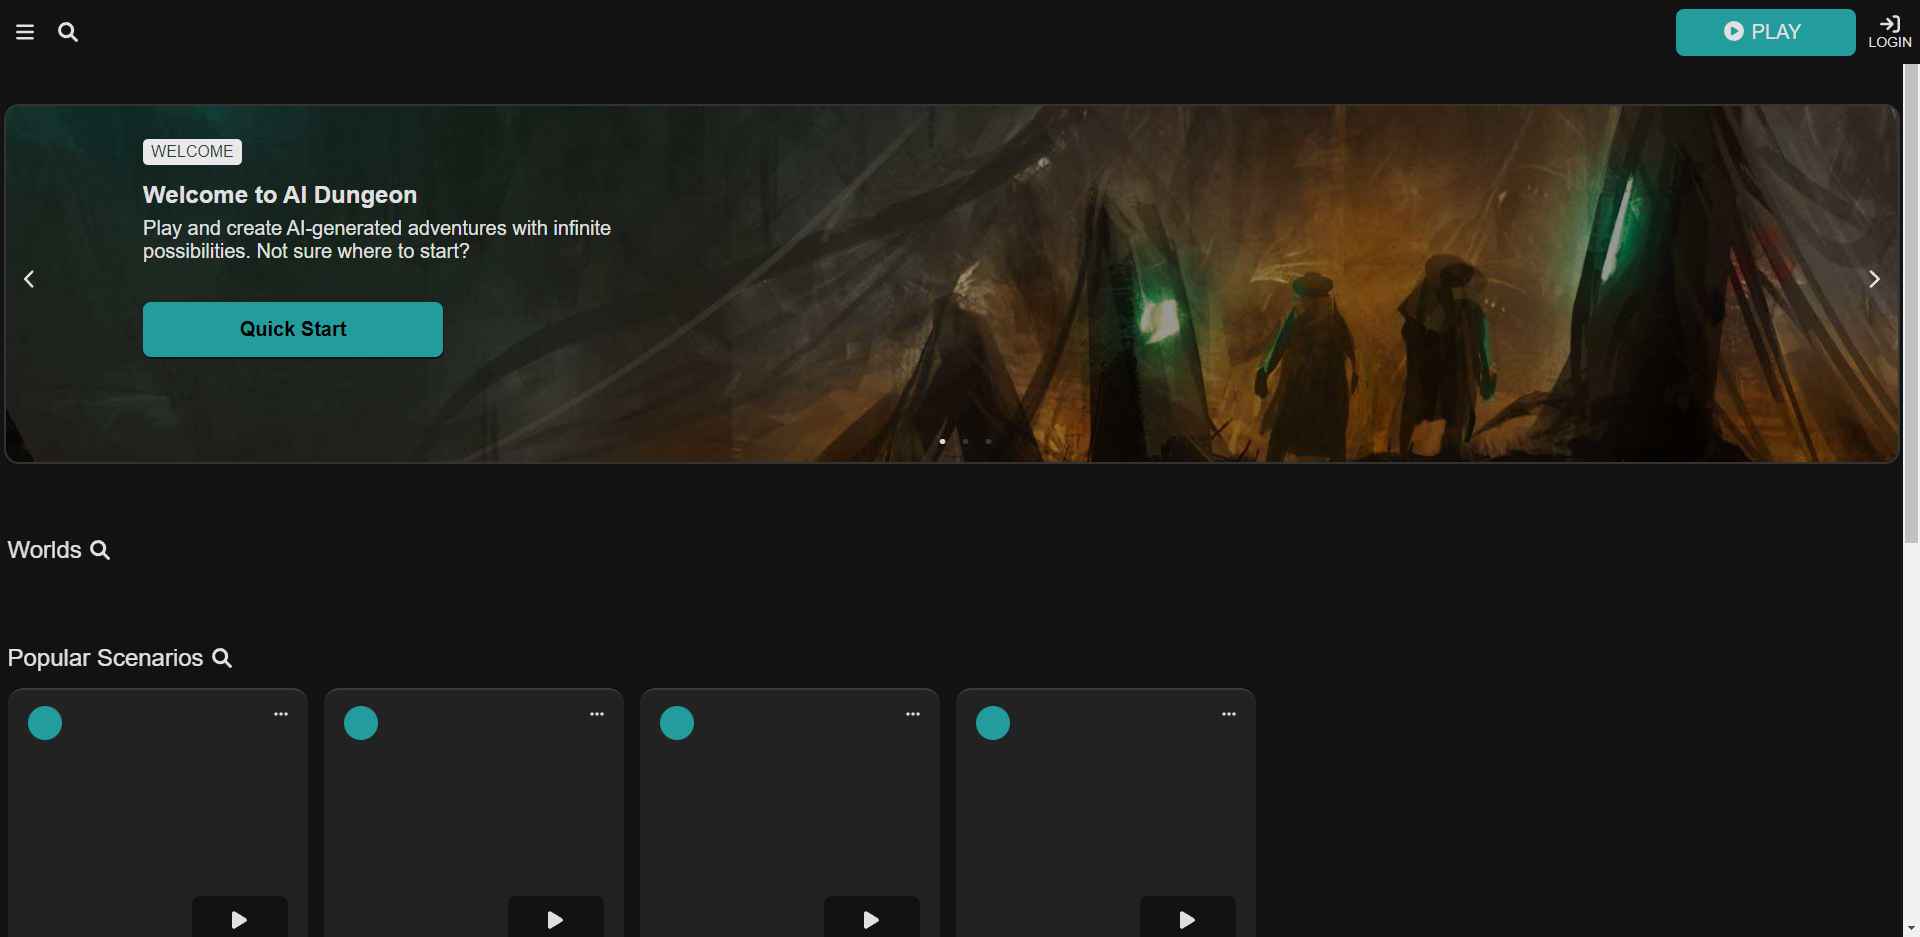 PLAY
LOGIN
WELCOME
Welcome to AI Dungeon
Play and create AI-generated adventures with infinite
possibilities. Not sure where to start?
Quick Start
Worlds
Popular Scenarios